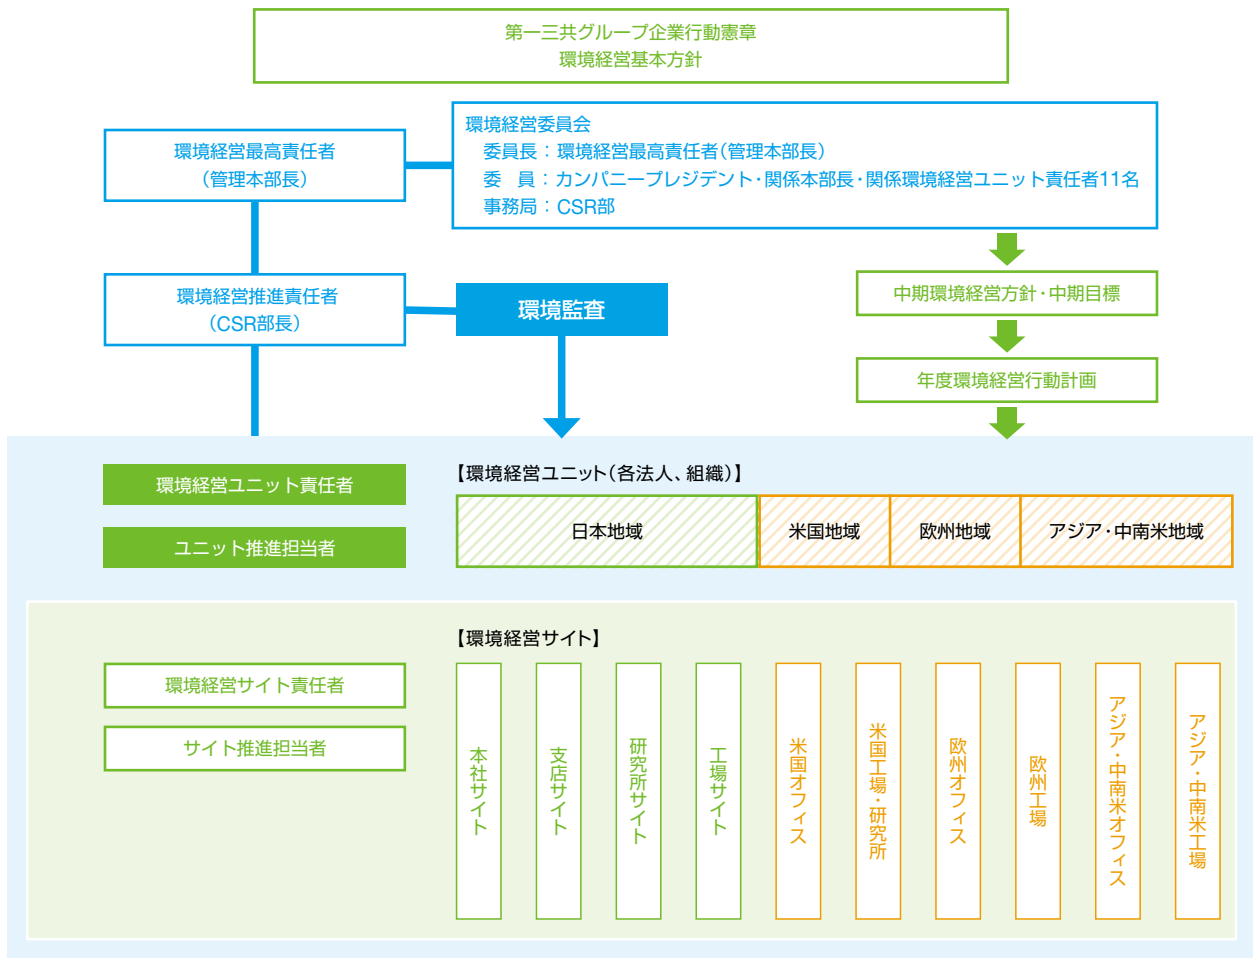 第一三共グループ企業行動憲章
環境経営基本方針
環境経営最高責任者
（管理本部長）
環境経営委員会
委員長：環境経営最高責任者（管理本部長）
委　員：カンパニープレジデント・関係本部長・関係環境経営ユニット責任者11名
事務局：CSR部
環境経営推進責任者
（CSR部長）
環境監査
中期環境経営方針・中期目標
年度環境経営行動計画
環境経営ユニット責任者
ユニット推進担当者
【環境経営ユニット（各法人、組織）】
日本地域
米国地域
欧州地域
アジア・中南米地域
【環境経営サイト】
環境経営サイト責任者
サイト推進担当者
本社サイト
支店サイト
研究所サイト
工場サイト
米国オフィス
米国工場・研究所
欧州オフィス
欧州工場
アジア・中南米オフィス
アジア・中南米工場